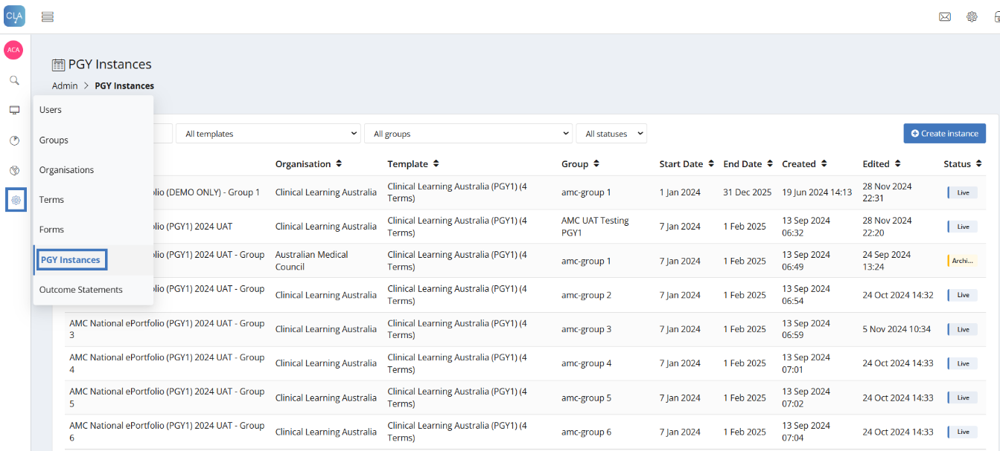 CLA
ACA
PGY Instances
Admin > PGY Instances
Users
Groups
Organisations
Terms
Forms
PGY Instances
Outcome Statements
All templates
All groups
All statuses
Create instance
Organisation Template Group Start Date End Date Created Edited Status
lio (DEMO ONLY) - Group 1 Clinical Learning Australia Clinical Learning Australia (PGY1) (4 amc-group 1 1 Jan 2024 31 Dec 2025 19 Jun 2024 14:13 28 Nov 2024 Live
Terms) 22:31
lio (PGY1) 2024 UAT Clinical Learning Australia Clinical Learning Australia (PGY1) (4 AMC UAT Testing 7 Jan 2024 1 Feb 2025 13 Sep 2024 28 Nov 2024 Live
Terms) PGY1 06:32 22:20
lio (PGY1) 2024 UAT - Group Australian Medical Clinical Learning Australia (PGY1) (4 amc-group 1 7 Jan 2024 1 Feb 2025 13 Sep 2024 24 Sep 2024 Archi...
Council Terms) 06:49 13:24
lio (PGY1) 2024 UAT - Group Clinical Learning Australia Clinical Learning Australia (PGY1) (4 amc-group 2 7 Jan 2024 1 Feb 2025 13 Sep 2024 24 Oct 2024 14:32 Live
Terms) 06:54
AMC National ePortfolio (PGY1) 2024 UAT - Group Clinical Learning Australia Clinical Learning Australia (PGY1) (4 amc-group 3 7 Jan 2024 1 Feb 2025 13 Sep 2024 5 Nov 2024 10:34 Live
3 Terms) 06:59
AMC National ePortfolio (PGY1) 2024 UAT - Group Clinical Learning Australia Clinical Learning Australia (PGY1) (4 amc-group 4 7 Jan 2024 1 Feb 2025 13 Sep 2024 24 Oct 2024 14:33 Live
4 Terms) 07:01
AMC National ePortfolio (PGY1) 2024 UAT - Group Clinical Learning Australia Clinical Learning Australia (PGY1) (4 amc-group 5 7 Jan 2024 1 Feb 2025 13 Sep 2024 24 Oct 2024 14:33 Live
5 Terms) 07:02
AMC National ePortfolio (PGY1) 2024 UAT - Group Clinical Learning Australia Clinical Learning Australia (PGY1) (4 amc-group 6 7 Jan 2024 1 Feb 2025 13 Sep 2024 24 Oct 2024 14:33 Live
6 Terms) 07:04